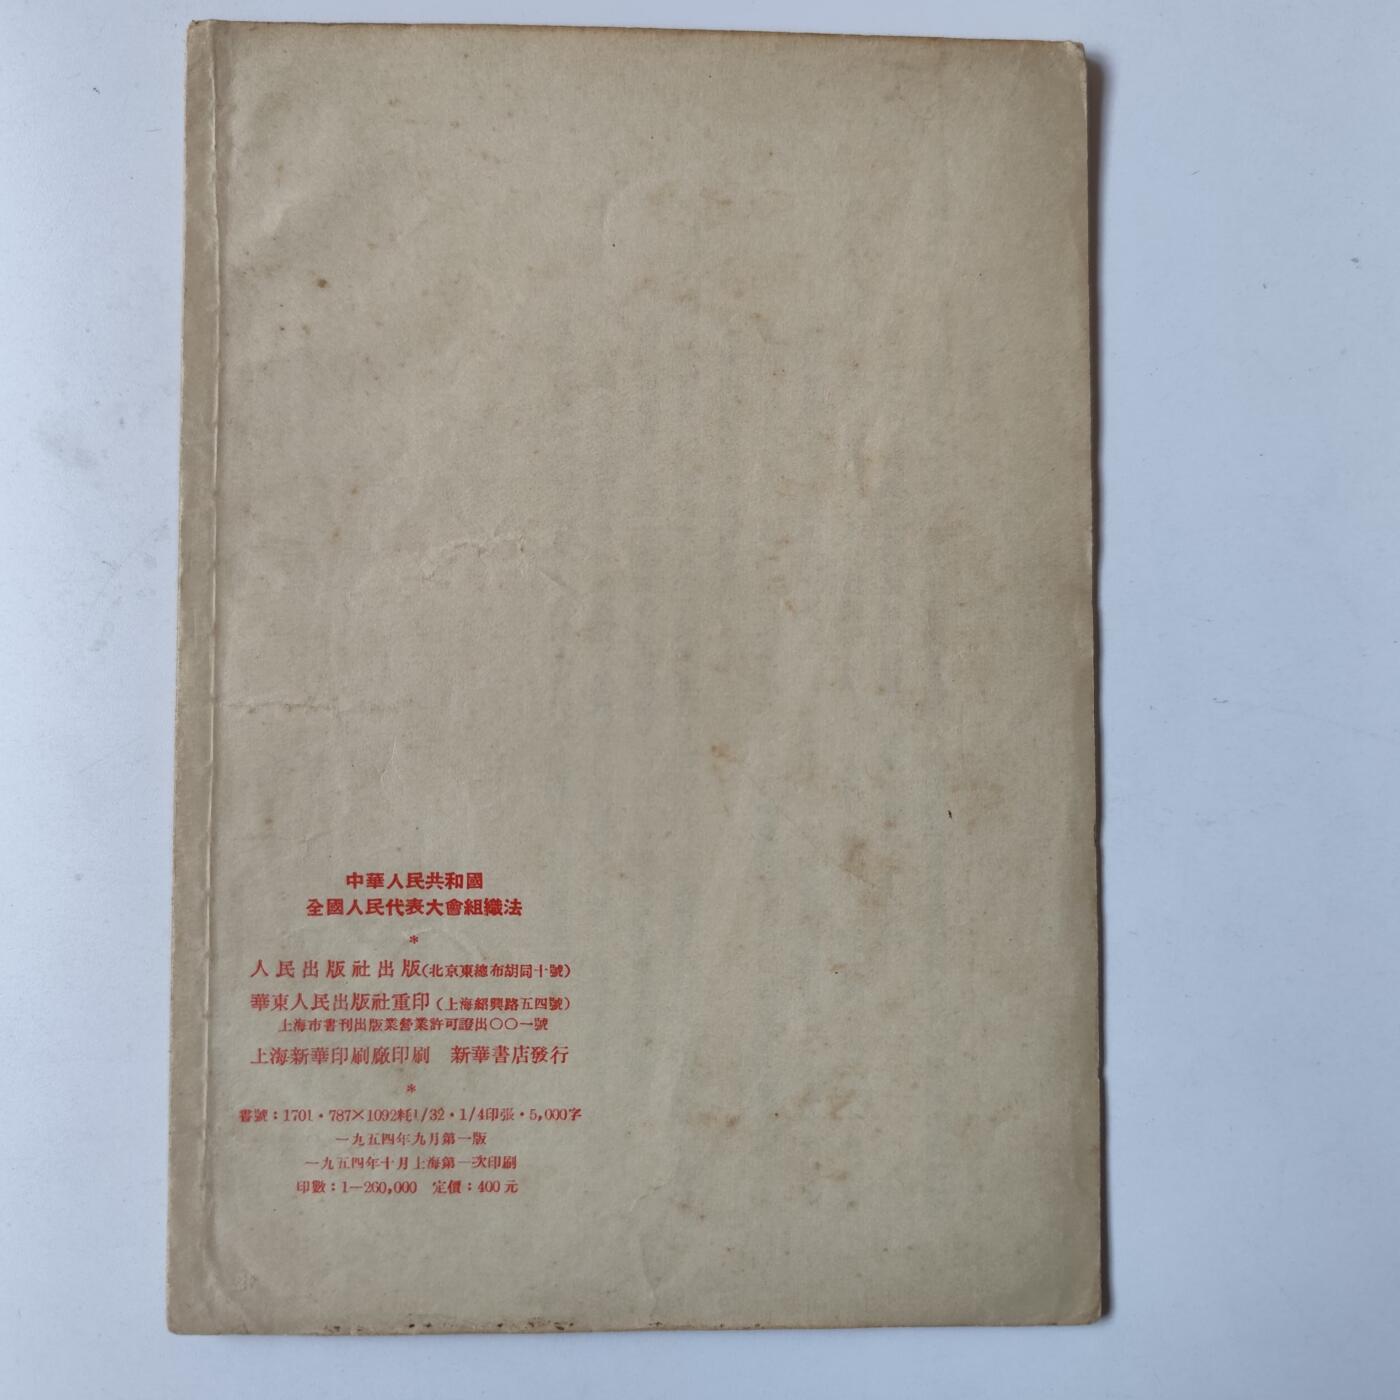 中華人民共和國
全國人民代表大會組織法
*
人民出版社出版(北京東總布胡同十號)
華東人民出版社重印(上海紹興路五四號)
上海市書刊出版業營業許可證出〇〇一號
上海新華印刷廠印刷 新華書店發行
*
書號：1701・787×1092粍1/32・1/4印張・5,000字
一九五四年九月第一版
一九五四年十月上海第一次印刷
印數：1—260,000 定價：400元